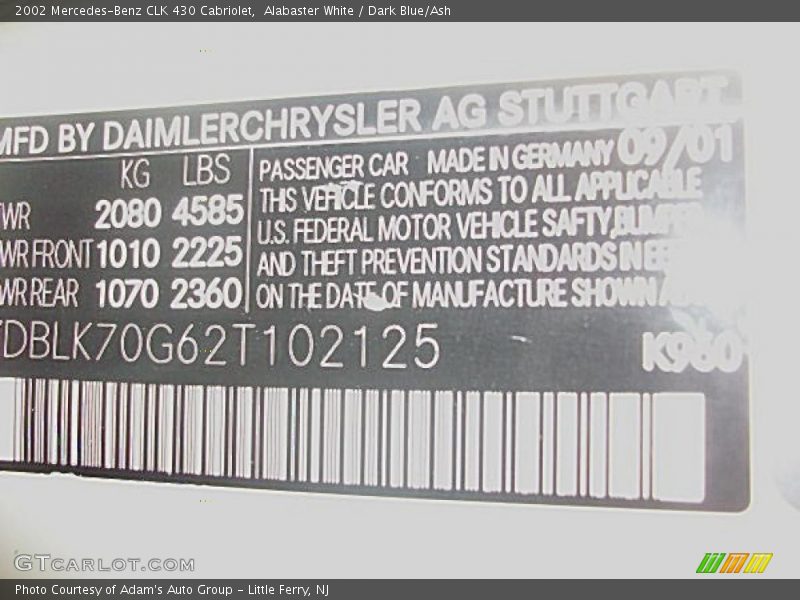 2002 Mercedes-Benz CLK 430 Cabriolet,  Alabaster White / Dark Blue/Ash
MFD BY DAIMLERCHRYSLER AG STUTTGART
KG LBS
2080 4585
WR FRONT 1010 2225
WR REAR 1070 2360
PASSENGER CAR MADE IN GERMANY 09/01
THIS VEHICLE CONFORMS TO ALL APPLICABLE
U.S. FEDERAL MOTOR VEHICLE SAFTY, BUMPER
AND THEFT PREVENTION STANDARDS IN
ON THE DATE OF MANUFACTURE SHOWN
DBLK70G62T102125
K960
GTCARLOT.COM
Photo Courtesy of Adam's Auto Group - Little Ferry, NJ